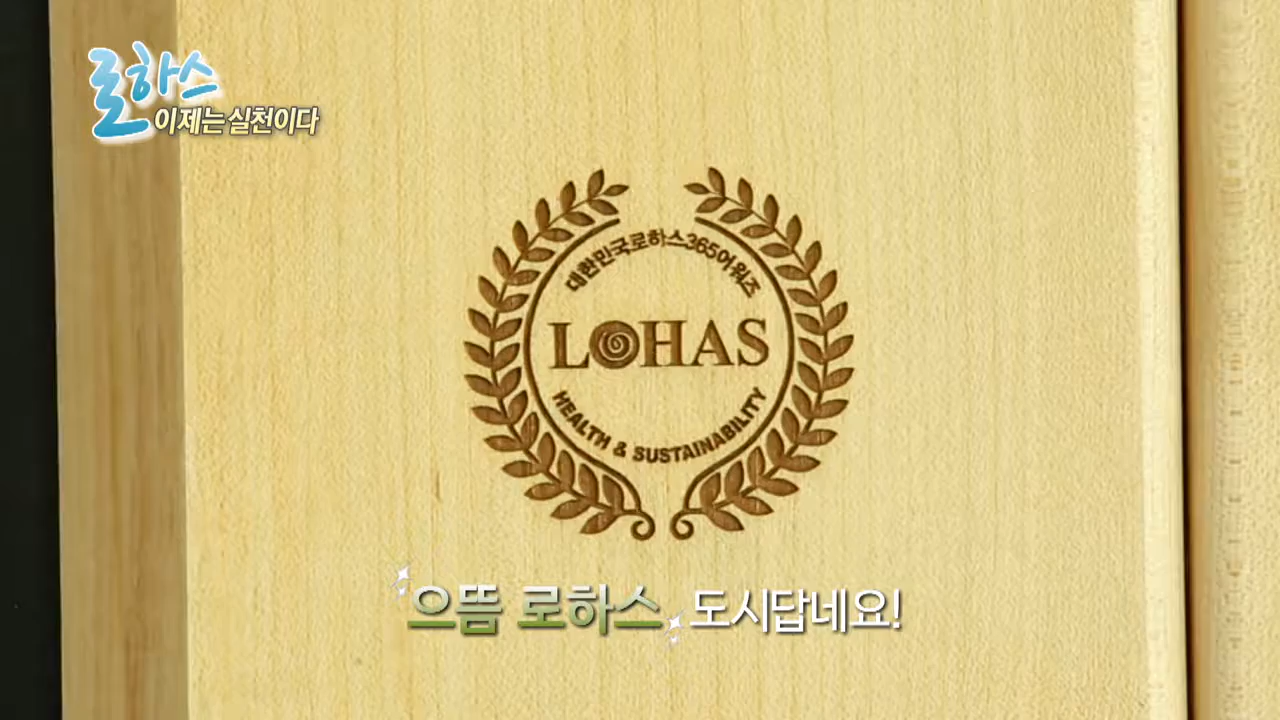 로하스
이제는 실천이다
대한민국로하스365어워즈
LOHAS
HEALTH & SUSTAINABILITY
으뜸 로하스 도시답네요!